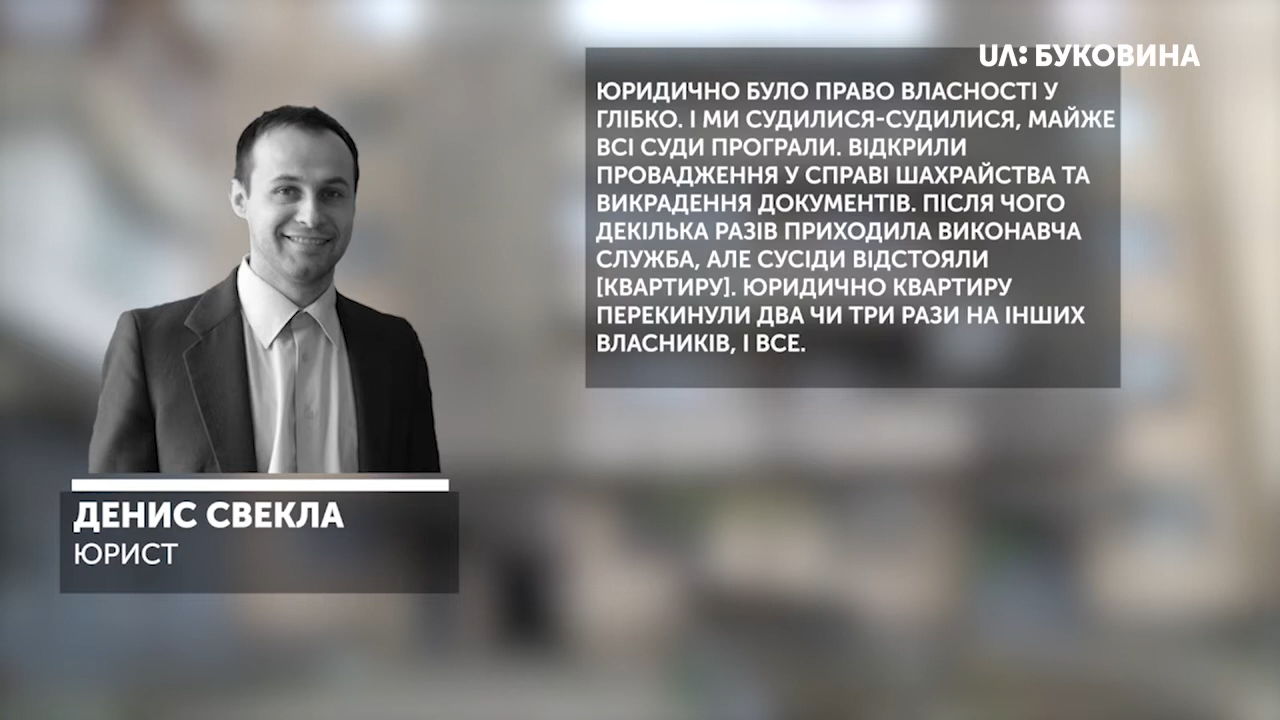 UA: БУКОВИНА
ЮРИДИЧНО БУЛО ПРАВО ВЛАСНОСТІ У
ГЛІБКО. І МИ СУДИЛИСЯ-СУДИЛИСЯ, МАЙЖЕ
ВСІ СУДИ ПРОГРАЛИ. ВІДКРИЛИ
ПРОВАДЖЕННЯ У СПРАВІ ШАХРАЙСТВА ТА
ВИКРАДЕННЯ ДОКУМЕНТІВ. ПІСЛЯ ЧОГО
ДЕКІЛЬКА РАЗІВ ПРИХОДИЛА ВИКОНАВЧА
СЛУЖБА, АЛЕ СУСІДИ ВІДСТОЯЛИ
[КВАРТИРУ]. ЮРИДИЧНО КВАРТИРУ
ПЕРЕКИНУЛИ ДВА ЧИ ТРИ РАЗИ НА ІНШИХ
ВЛАСНИКІВ, І ВСЕ.
ДЕНИС СВЕКЛА
ЮРИСТ